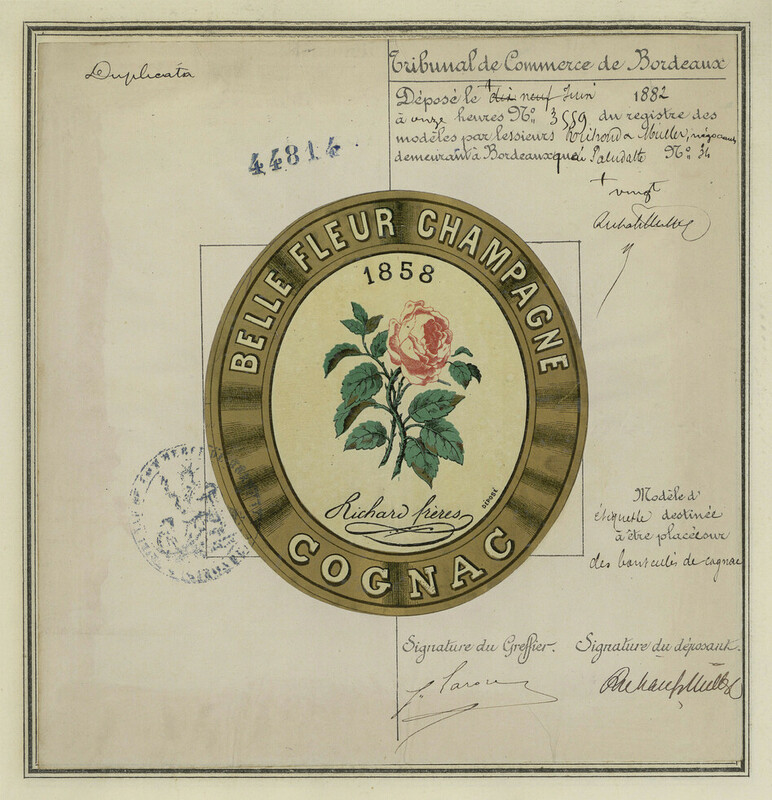 Duplicata
Tribunal de Commerce de Bordeaux
Déposé le dix neuf Juin 1882
à onze heures No. 3559 du registre des
modèles par les sieurs & Muller, négociants
demeurant à Bordeaux quai Paludatte No. 34
+ vingt
44814
BELLE FLEUR CHAMPAGNE
1858
Richard frères
DÉPOSÉ
COGNAC
Modèle d'
étiquette destinée
à être placée sur
des bouteilles de cognac
Signature du Greffier. Signature du déposant.